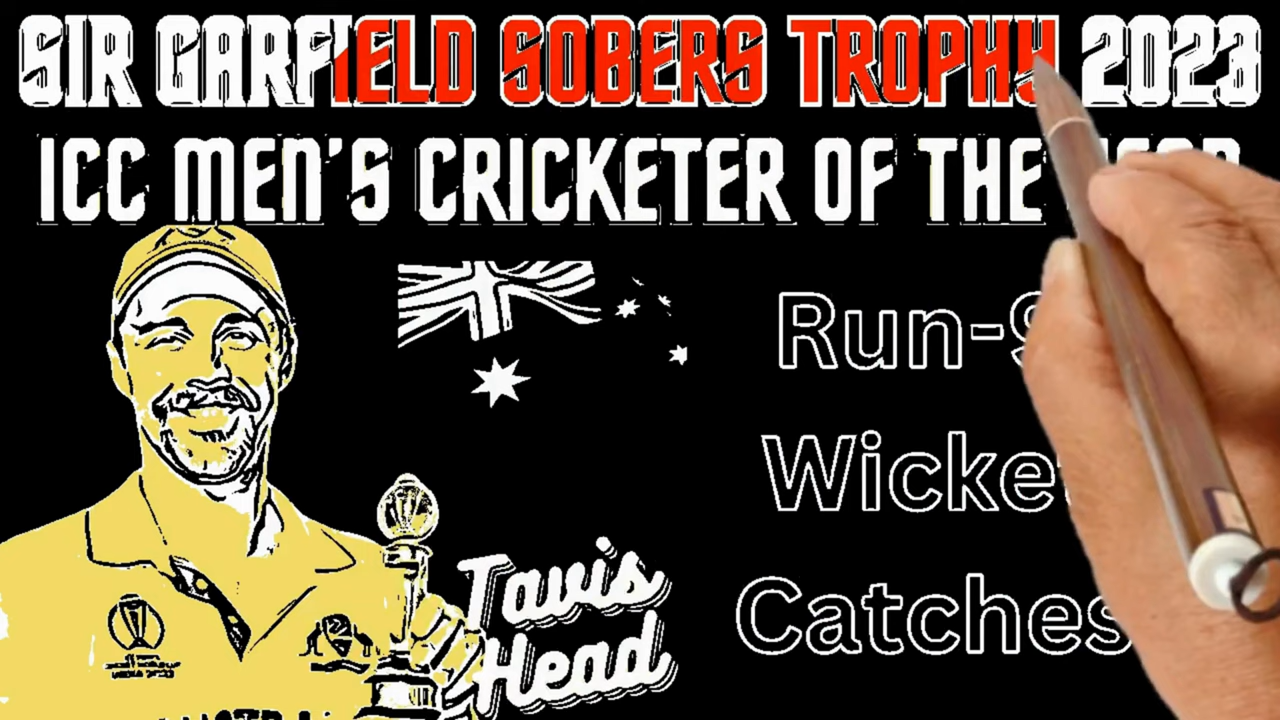 SIR GARFIELD SOBERS TROPHY 2023
ICC MEN'S CRICKETER OF THE
Run-S
Wicke
Catches
Tavis
Head